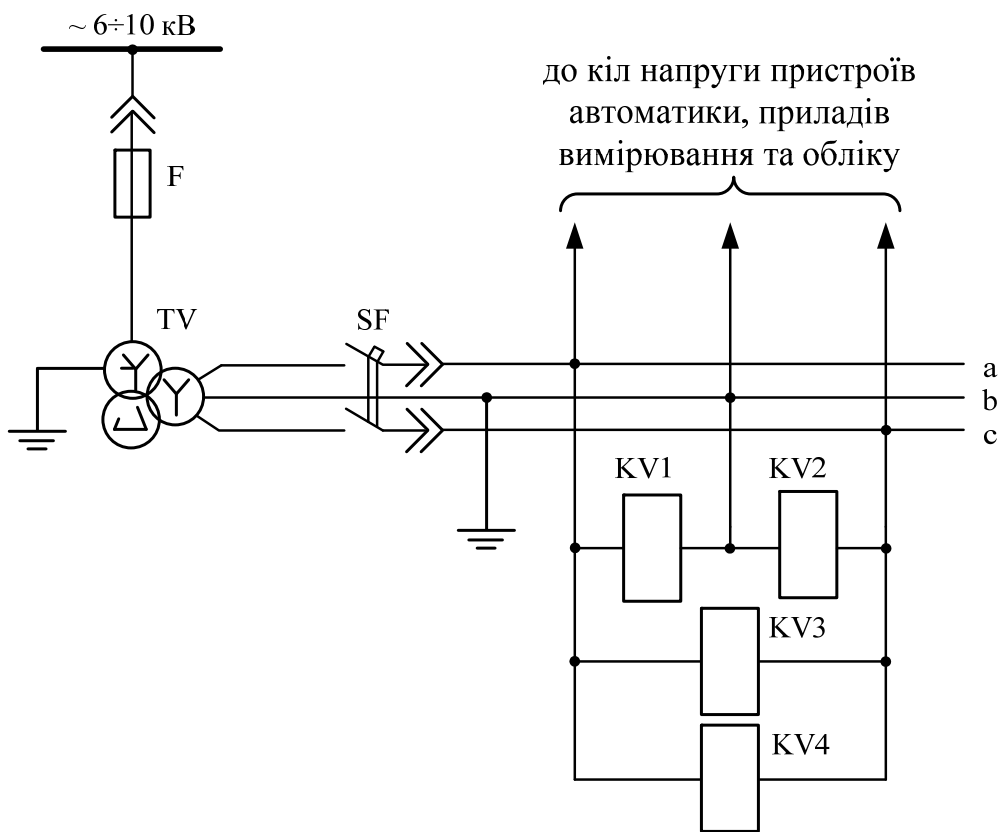 ~ 6÷10 кВ
до кіл напруги пристроїв
автоматики, приладів
вимірювання та обліку
F
TV
SF
a
b
c
KV1
KV2
KV3
KV4